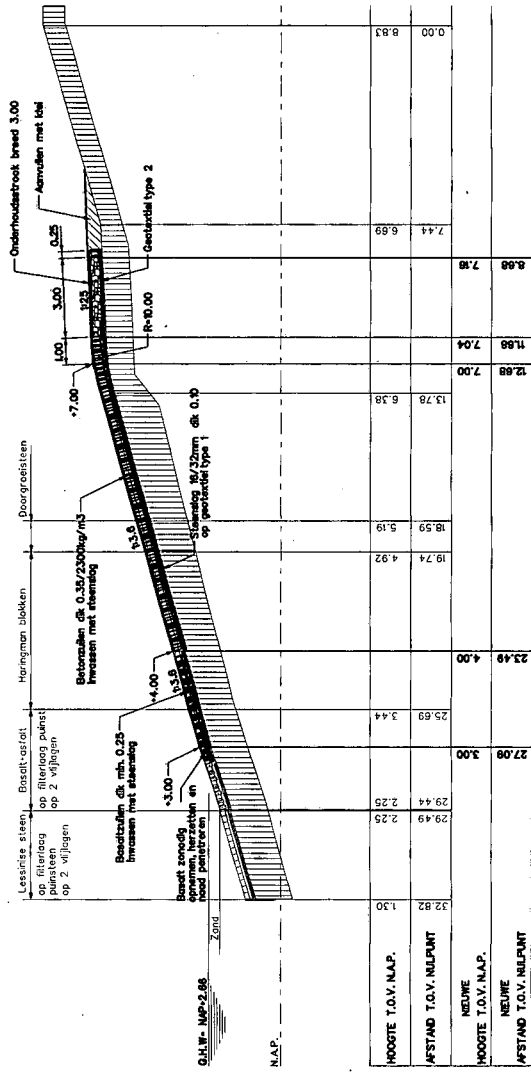 Lessinise steen
op filterlaag
puinsteen
op 2 vlijlagen
Basalt-asfalt
op filterlaag puinst
op 2 vlijlagen
Haringman blokken
Doorgroeisteen
Onderhoudsstrook breed 3.00
Aanvullen met klei
0.25
3.00
1.00
1:25
Geotextiel type 2
R=10.00
+7.00
Betonzuilen dik 0.35/2300kg/m3
Inwassen met steenslag
1:3.6
Steenslag 16/32mm dik 0.10
op geotextiel type 1
+4.00
1:3.6
Basaltzuilen dik min. 0.25
Inwassen met steenslag
+3.00
Basalt zonodig
opnemen, herzetten en
nood penetreren
Zand
G.H.W= NAP+2.66
N.A.P.
HOOGTE T.O.V. N.A.P.
1.30 2.25 2.25 3.44 4.92 5.19 6.38 6.69 8.83
AFSTAND T.O.V. NULPUNT
32.82 29.49 29.44 25.69 19.74 18.59 13.78 7.44 0.00
NIEUWE
HOOGTE T.O.V. N.A.P.
3.00 4.00 7.00 7.04 7.18
NIEUWE
AFSTAND T.O.V. NULPUNT
27.09 23.49 12.68 11.68 8.68